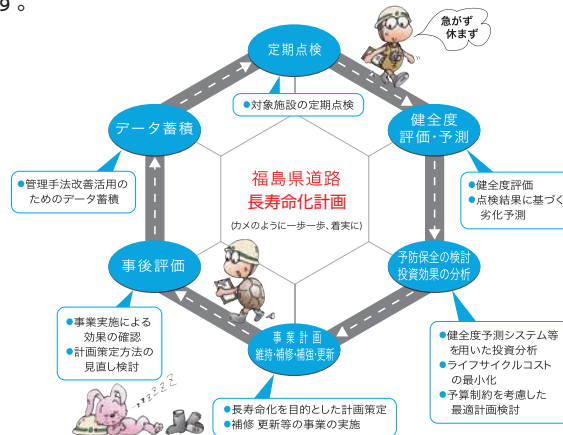 す。
急がず
休まず
定期点検
●対象施設の定期点検
データ蓄積
健全度
評価・予測
●管理手法改善活用の
ためのデータ蓄積
福島県道路
長寿命化計画
(カメのように一歩一歩、着実に)
●健全度評価
●点検結果に基づく
劣化予測
事後評価
予防保全の検討
投資効果の分析
●事業実施による
効果の確認
●計画策定方法の
見直し検討
事業計画
維持・補修・補強・更新
●健全度予測システム等
を用いた投資分析
●ライフサイクルコスト
の最小化
●予算制約を考慮した
最適計画検討
zzzzzzz
●長寿命化を目的とした計画策定
●補修 更新等の事業の実施